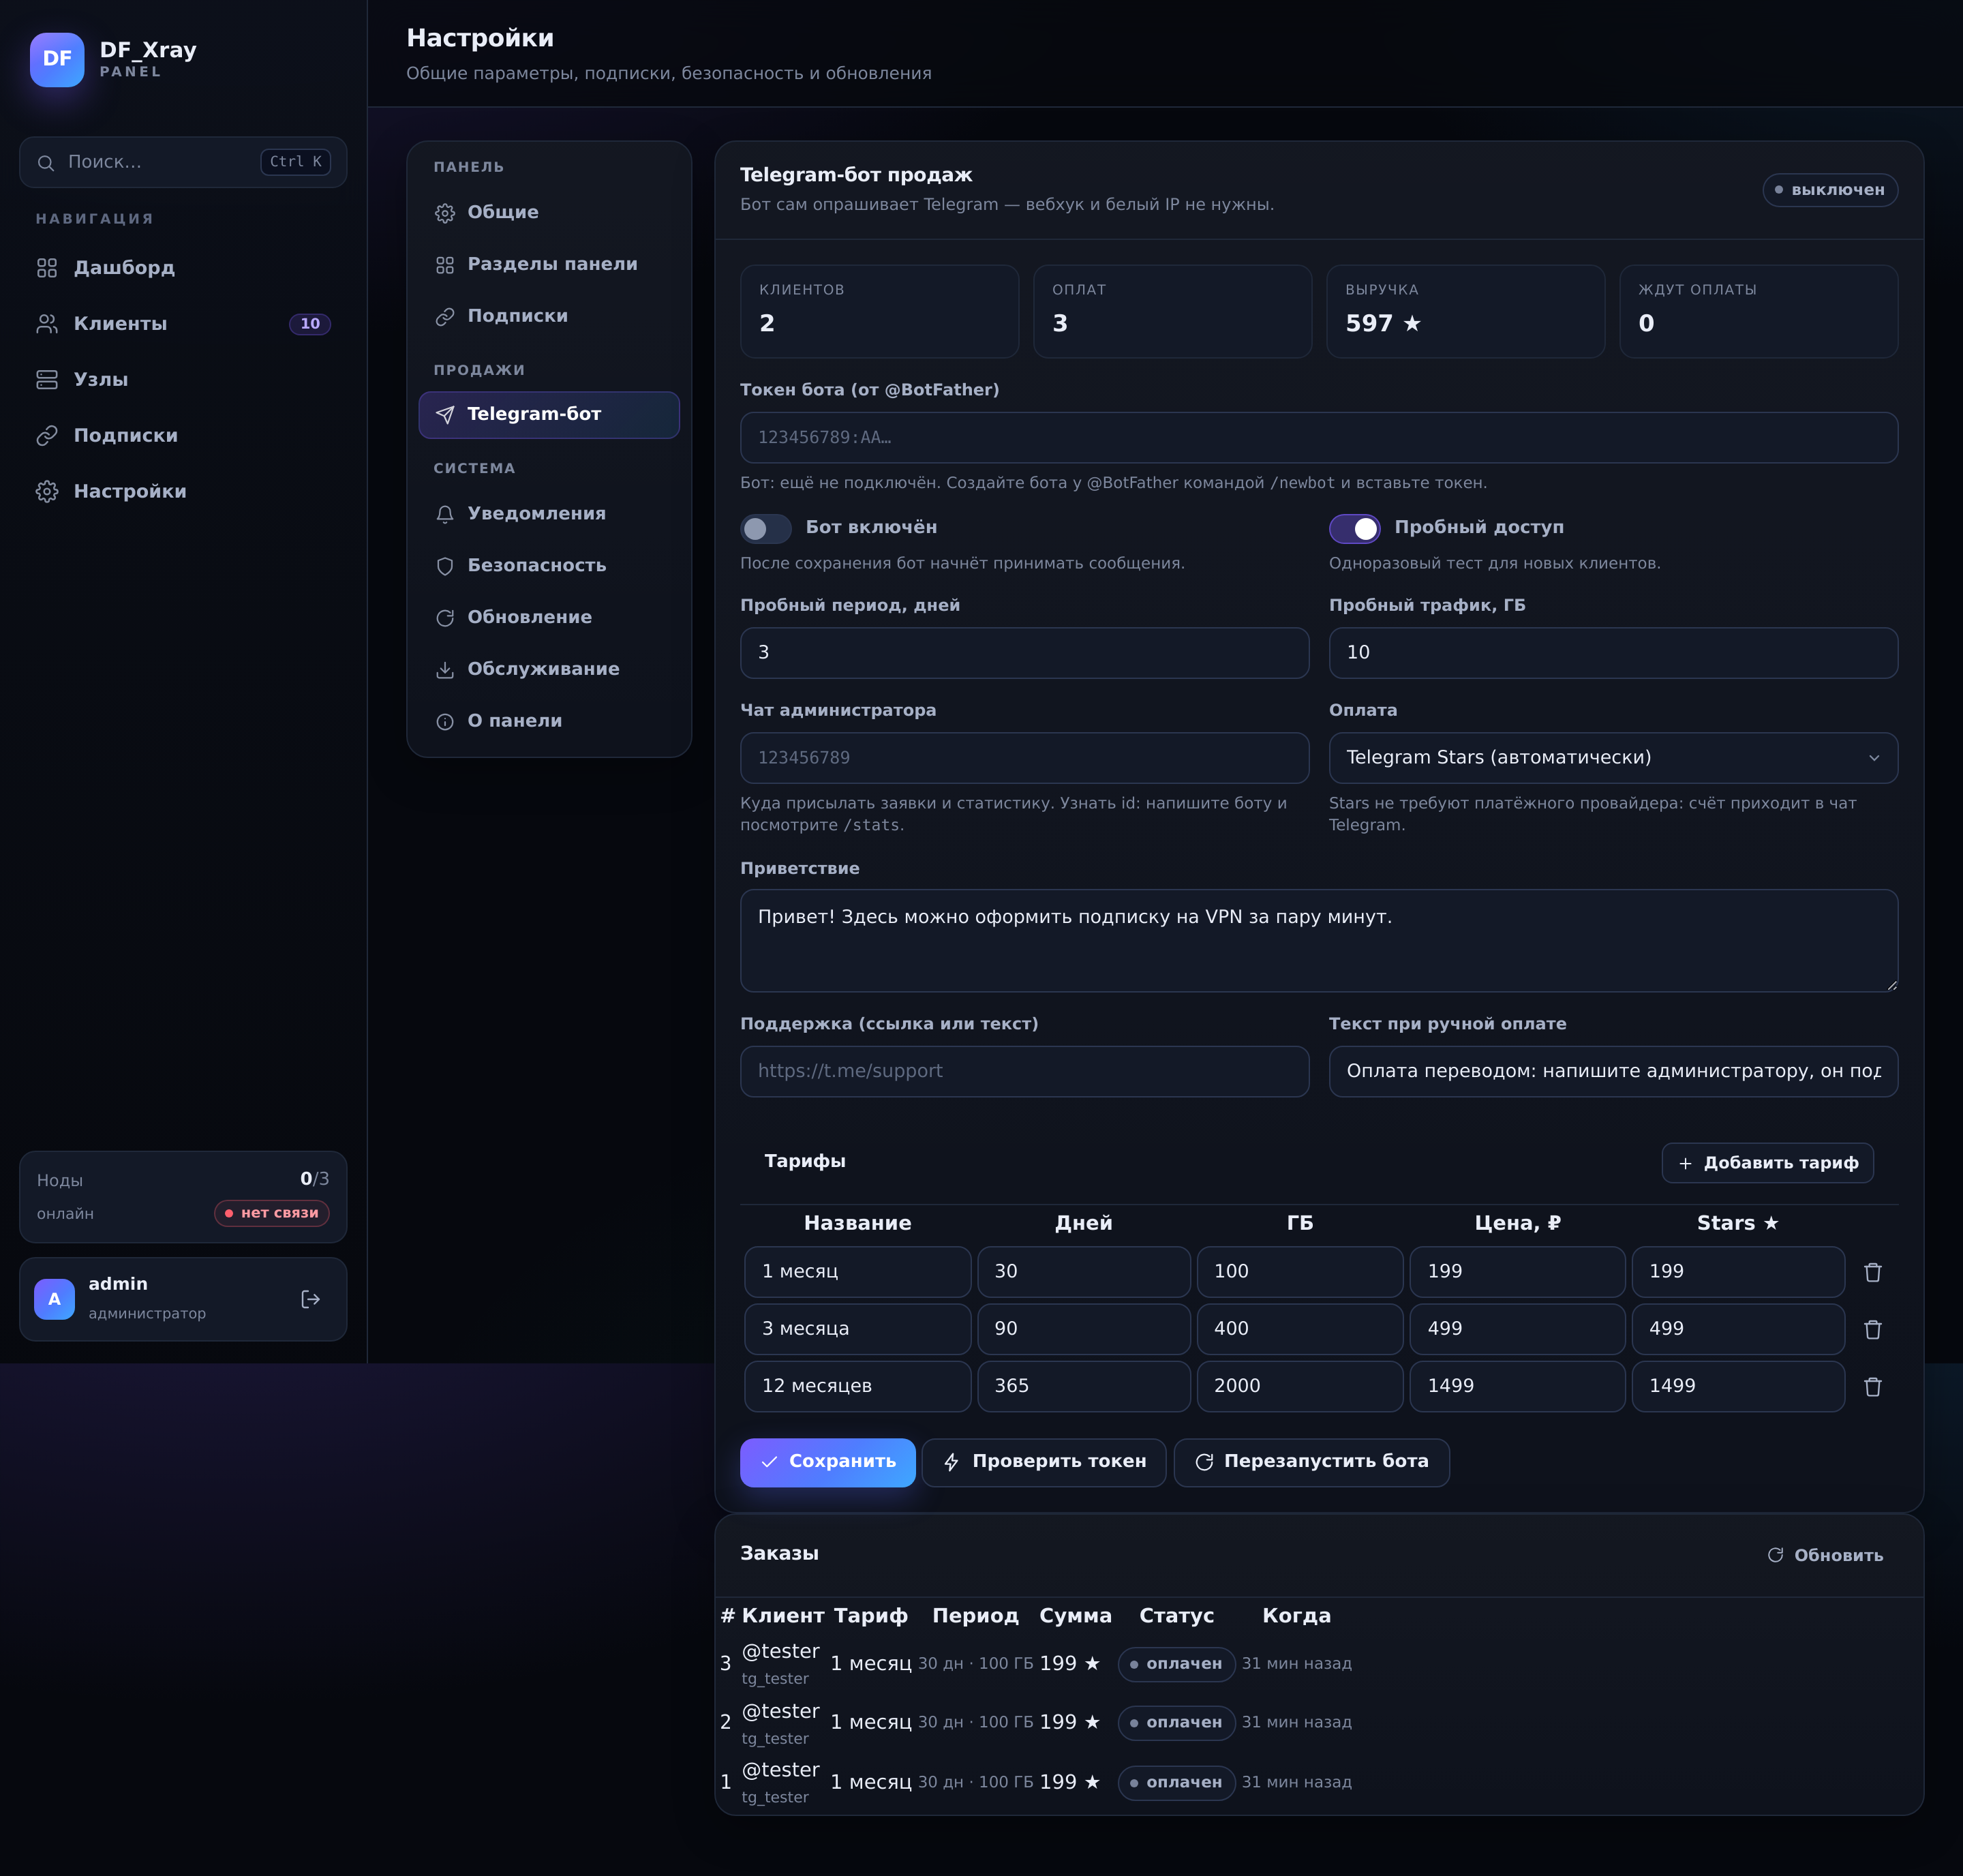 DF
DF_Xray
PANEL
Поиск...
Ctrl K
НАВИГАЦИЯ
Дашборд
Клиенты
10
Узлы
Подписки
Настройки
Ноды
0/3
онлайн
нет связи
A
admin
администратор
Настройки
Общие параметры, подписки, безопасность и обновления
ПАНЕЛЬ
Общие
Разделы панели
Подписки
ПРОДАЖИ
Telegram-бот
СИСТЕМА
Уведомления
Безопасность
Обновление
Обслуживание
О панели
Telegram-бот продаж
Бот сам опрашивает Telegram — вебхук и белый IP не нужны.
выключен
КЛИЕНТОВ
2
ОПЛАТ
3
ВЫРУЧКА
597 ★
ЖДУТ ОПЛАТЫ
0
Токен бота (от @BotFather)
123456789:AA…
Бот: ещё не подключён. Создайте бота у @BotFather командой /newbot и вставьте токен.
Бот включён
После сохранения бот начнёт принимать сообщения.
Пробный доступ
Одноразовый тест для новых клиентов.
Пробный период, дней
3
Пробный трафик, ГБ
10
Чат администратора
123456789
Куда присылать заявки и статистику. Узнать id: напишите боту и
посмотрите /stats.
Оплата
Telegram Stars (автоматически)
Stars не требуют платёжного провайдера: счёт приходит в чат
Telegram.
Приветствие
Привет! Здесь можно оформить подписку на VPN за пару минут.
Поддержка (ссылка или текст)
https://t.me/support
Текст при ручной оплате
Оплата переводом: напишите администратору, он
Тарифы
+ Добавить тариф
Название Дней ГБ Цена, ₽ Stars ★
1 месяц 30 100 199 199
3 месяца 90 400 499 499
12 месяцев 365 2000 1499 1499
Сохранить
Проверить токен
Перезапустить бота
Заказы
Обновить
# Клиент Тариф Период Сумма Статус Когда
3 @tester 1 месяц 30 дн · 100 ГБ 199 ★ оплачен 31 мин назад
tg_tester
2 @tester 1 месяц 30 дн · 100 ГБ 199 ★ оплачен 31 мин назад
tg_tester
1 @tester 1 месяц 30 дн · 100 ГБ 199 ★ оплачен 31 мин назад
tg_tester